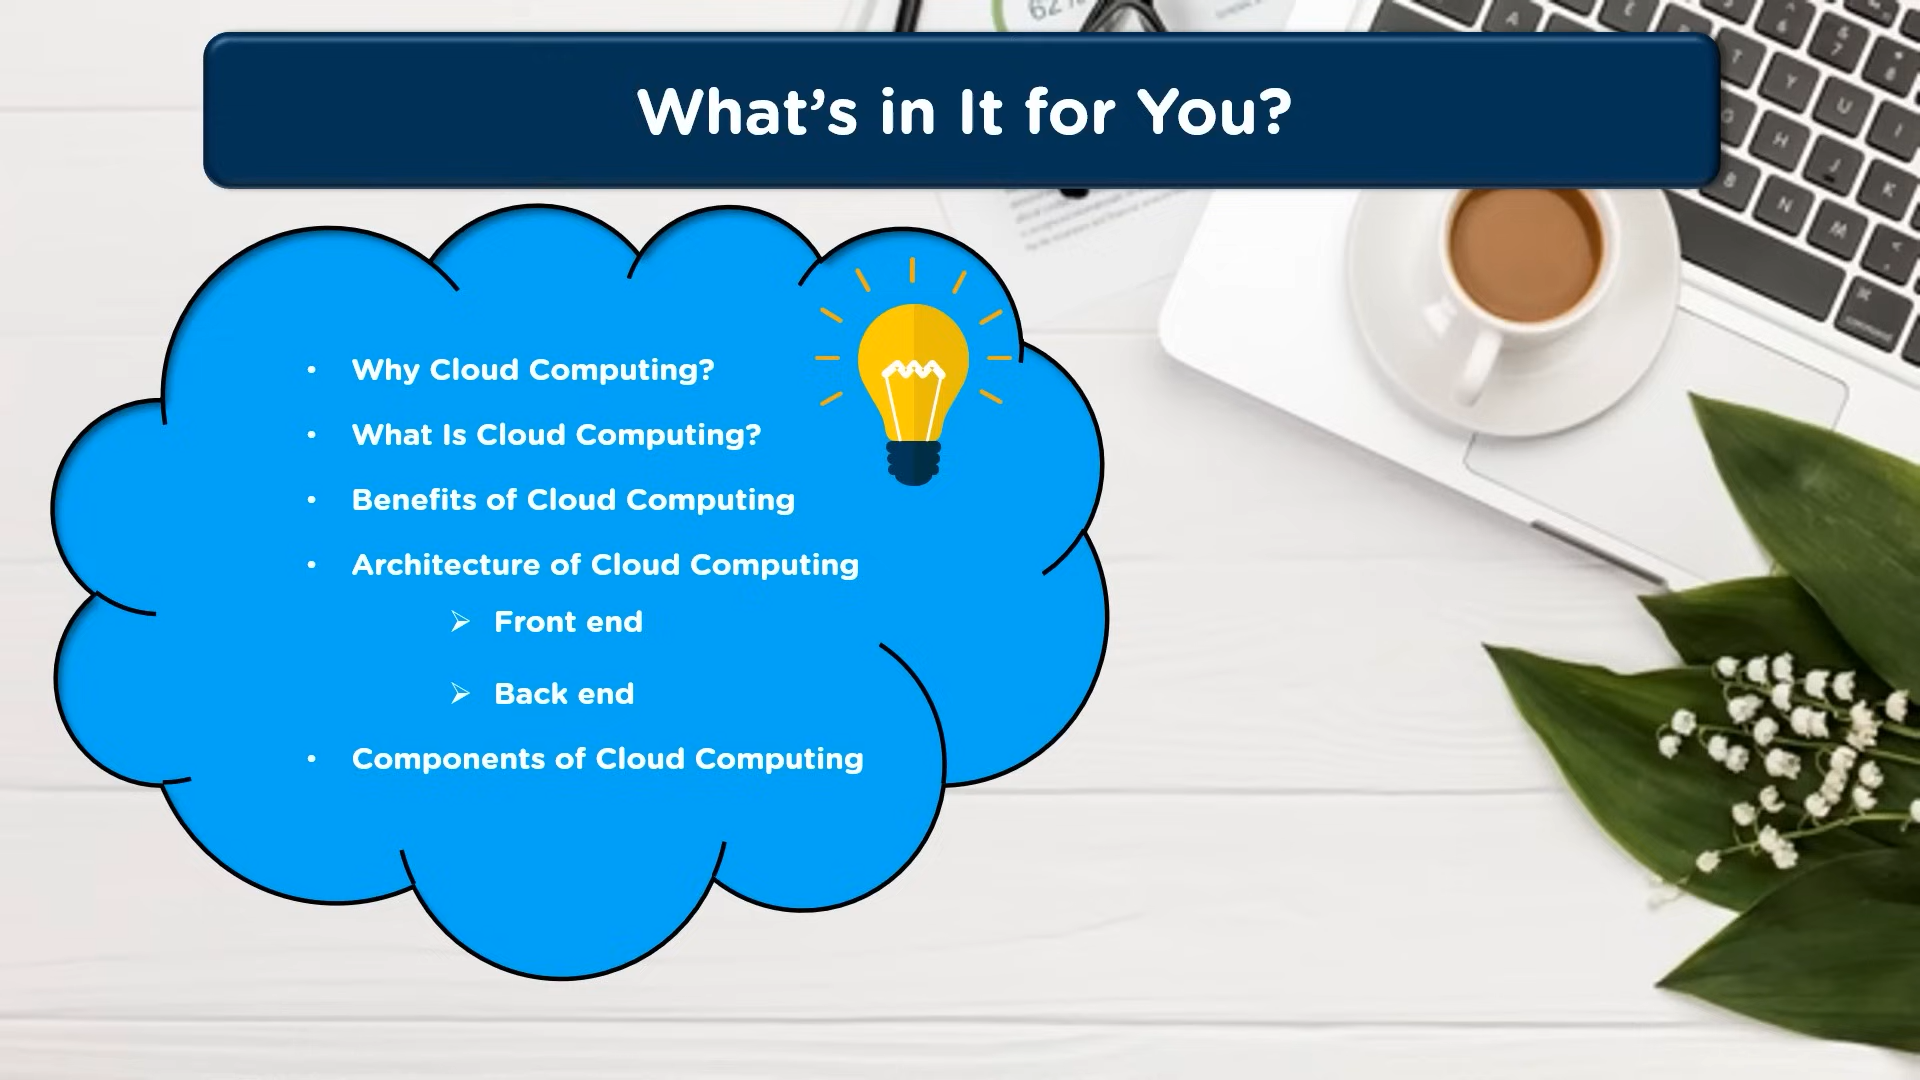 What's in It for You?
• Why Cloud Computing?
• What Is Cloud Computing?
• Benefits of Cloud Computing
• Architecture of Cloud Computing
➢ Front end
➢ Back end
• Components of Cloud Computing